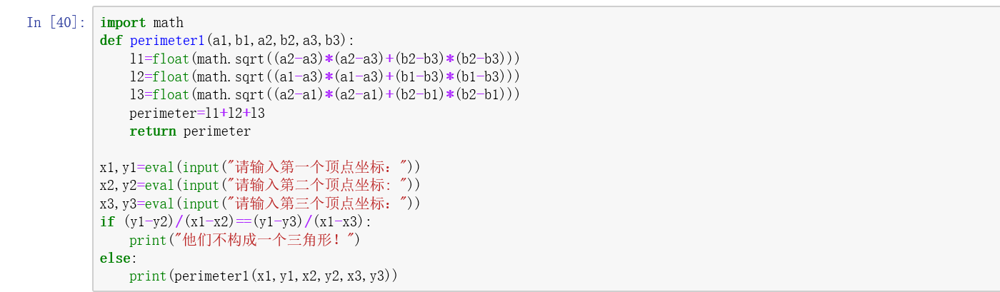 In [40]:
import math
def perimeter1(a1,b1,a2,b2,a3,b3):
    l1=float(math.sqrt((a2-a3)*(a2-a3)+(b2-b3)*(b2-b3)))
    l2=float(math.sqrt((a1-a3)*(a1-a3)+(b1-b3)*(b1-b3)))
    l3=float(math.sqrt((a2-a1)*(a2-a1)+(b2-b1)*(b2-b1)))
    perimeter=l1+l2+l3
    return perimeter
x1,y1=eval(input("请输入第一个顶点坐标："))
x2,y2=eval(input("请输入第二个顶点坐标："))
x3,y3=eval(input("请输入第三个顶点坐标："))
if (y1-y2)/(x1-x2)==(y1-y3)/(x1-x3):
    print("他们不构成一个三角形！")
else:
    print(perimeter1(x1,y1,x2,y2,x3,y3))